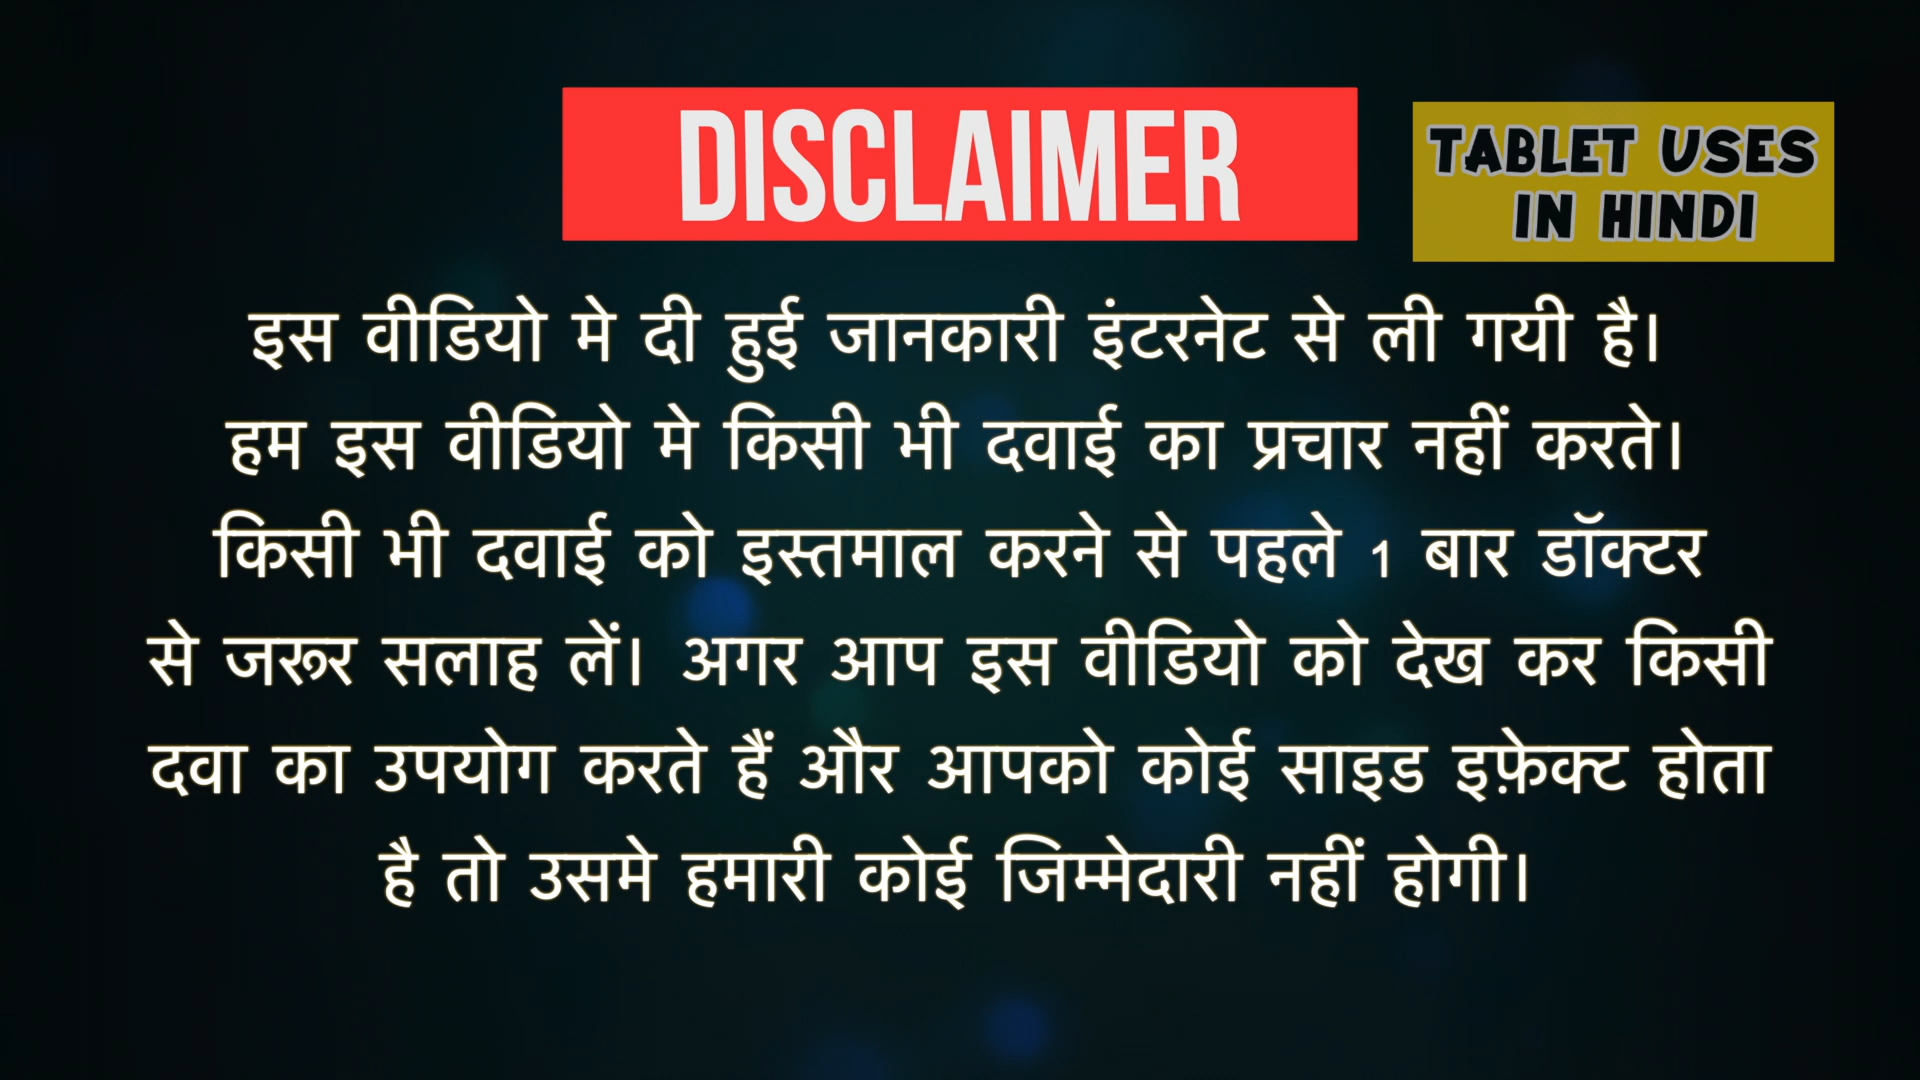 DISCLAIMER
TABLET USES
IN HINDI
इस वीडियो मे दी हुई जानकारी इंटरनेट से ली गयी है।
हम इस वीडियो मे किसी भी दवाई का प्रचार नहीं करते।
किसी भी दवाई को इस्तमाल करने से पहले 1 बार डॉक्टर
से जरूर सलाह लें। अगर आप इस वीडियो को देख कर किसी
दवा का उपयोग करते हैं और आपको कोई साइड इफ़ेक्ट होता
है तो उसमे हमारी कोई जिम्मेदारी नहीं होगी।